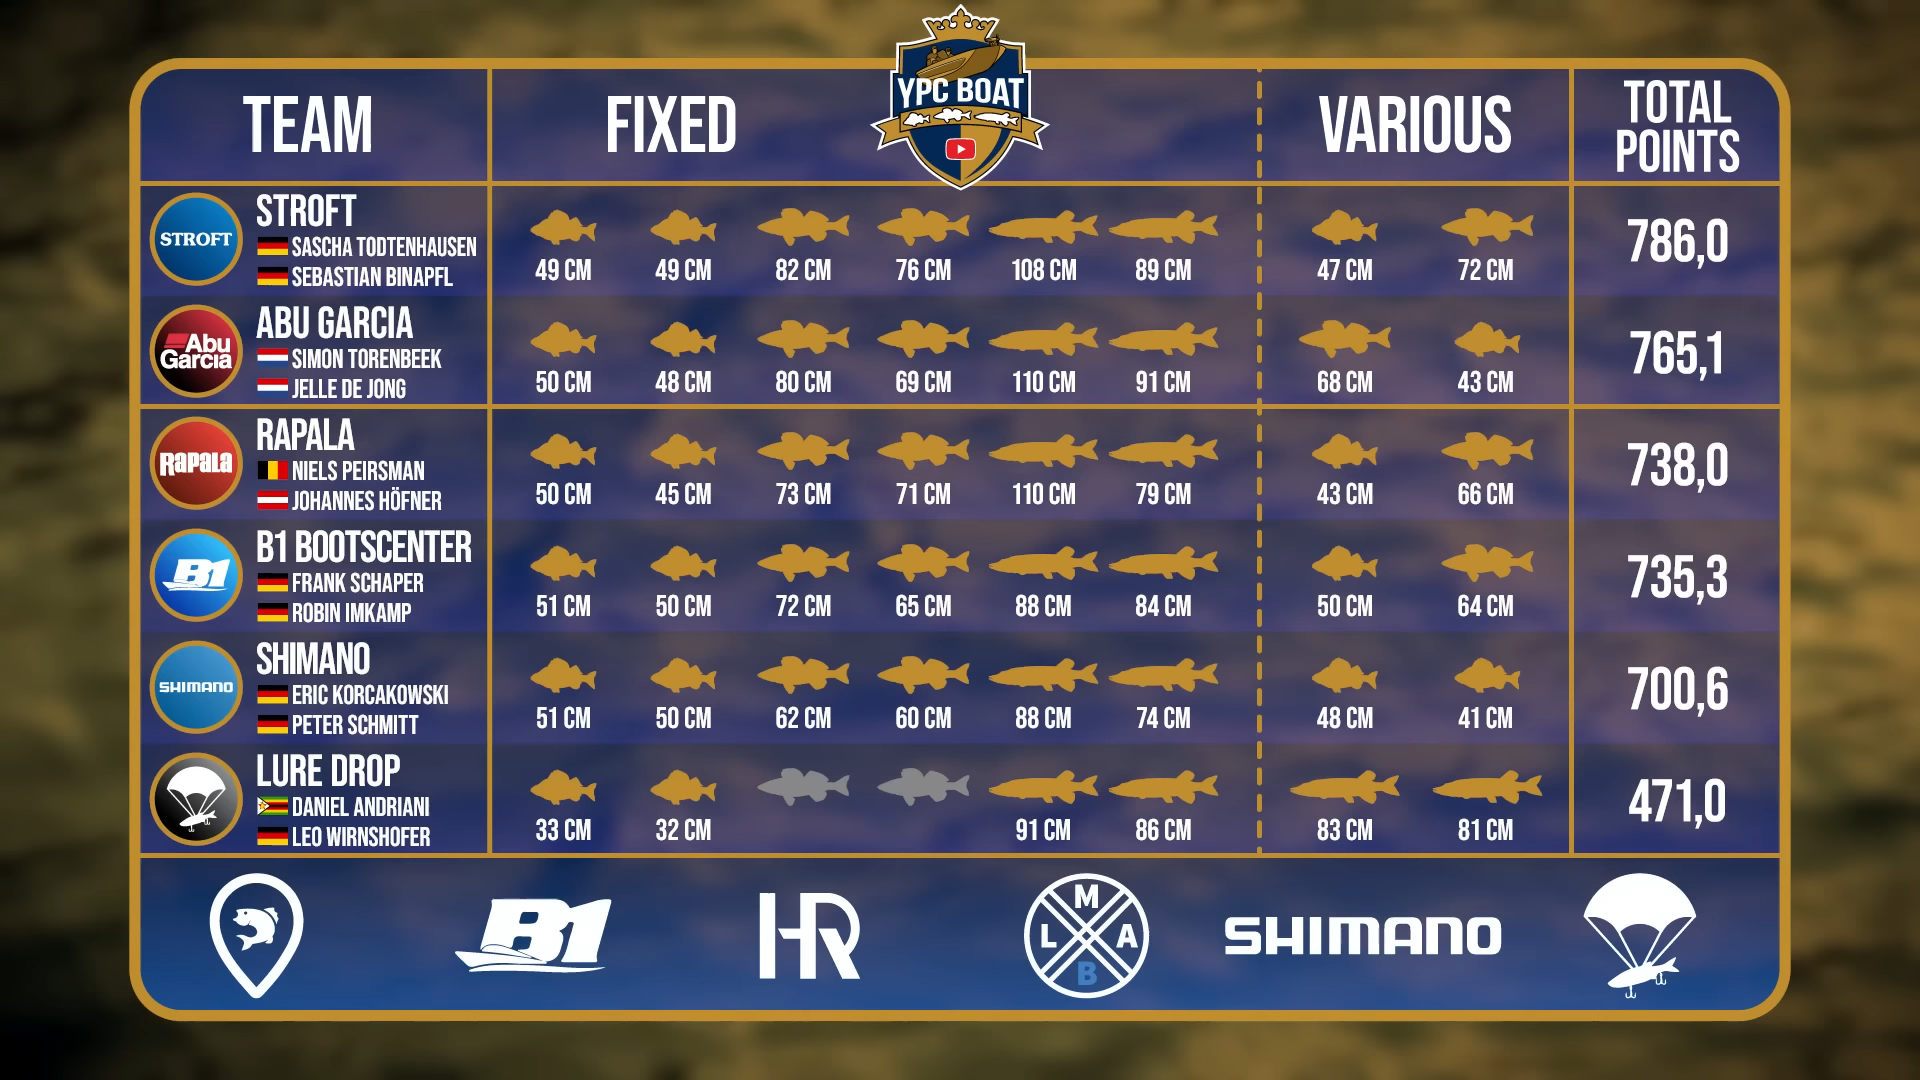 YPC BOAT
TEAM FIXED VARIOUS TOTAL POINTS
STROFT
STROFT
SASCHA TODTENHAUSEN
SEBASTIAN BINAPFL
49 CM 49 CM 82 CM 76 CM 108 CM 89 CM 47 CM 72 CM 786,0
Abu Garcia
ABU GARCIA
SIMON TORENBEEK
JELLE DE JONG
50 CM 48 CM 80 CM 69 CM 110 CM 91 CM 68 CM 43 CM 765,1
RAPALA
RAPALA
NIELS PEIRSMAN
JOHANNES HÖFNER
50 CM 45 CM 73 CM 71 CM 110 CM 79 CM 43 CM 66 CM 738,0
B1
B1 BOOTSCENTER
FRANK SCHAPER
ROBIN IMKAMP
51 CM 50 CM 72 CM 65 CM 88 CM 84 CM 50 CM 64 CM 735,3
SHIMANO
SHIMANO
ERIC KORCAKOWSKI
PETER SCHMITT
51 CM 50 CM 62 CM 60 CM 88 CM 74 CM 48 CM 41 CM 700,6
LURE DROP
DANIEL ANDRIANI
LEO WIRNSHOFER
33 CM 32 CM 91 CM 86 CM 83 CM 81 CM 471,0
B1 HR L M A B SHIMANO